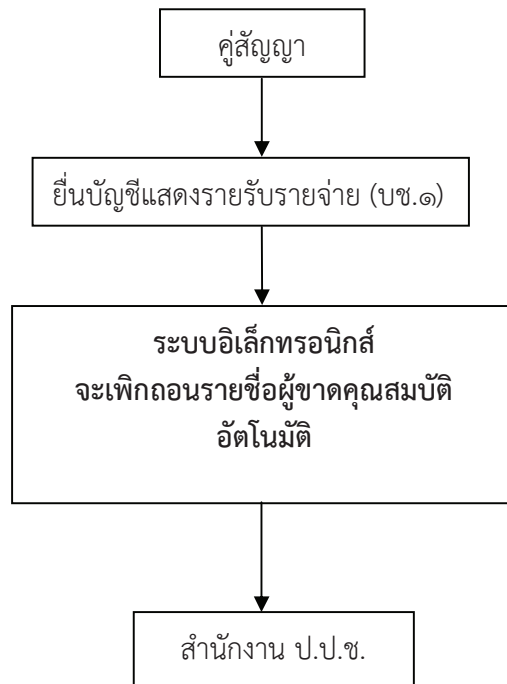 คู่สัญญา
ยื่นบัญชีแสดงรายรับรายจ่าย (บช.๑)
ระบบอิเล็กทรอนิกส์
จะเพิกถอนรายชื่อผู้ขาดคุณสมบัติ
อัตโนมัติ
สำนักงาน ป.ป.ช.